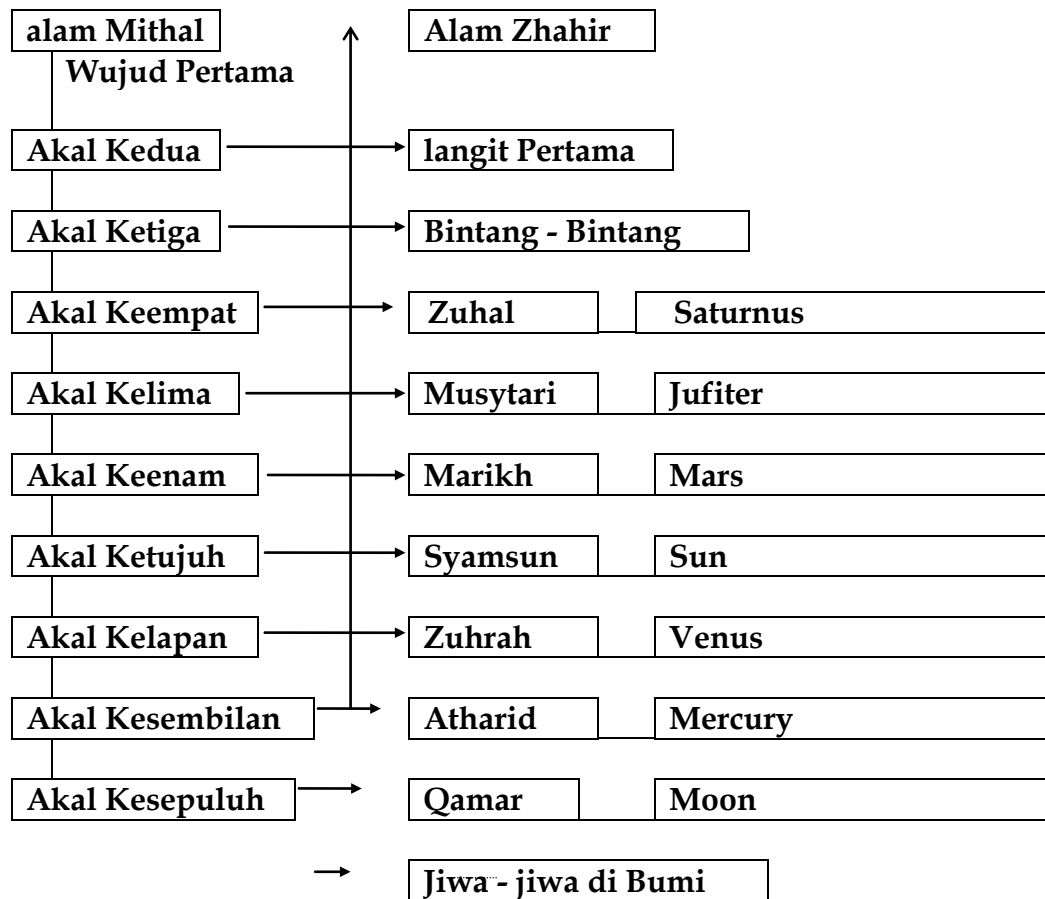 alam Mithal Alam Zhahir
Wujud Pertama
Akal Kedua langit Pertama
Akal Ketiga Bintang - Bintang
Akal Keempat Zuhal Saturnus
Akal Kelima Musytari Jufiter
Akal Keenam Marikh Mars
Akal Ketujuh Syamsun Sun
Akal Kelapan Zuhrah Venus
Akal Kesembilan Atharid Mercury
Akal Kesepuluh Qamar Moon
Jiwa - jiwa di Bumi